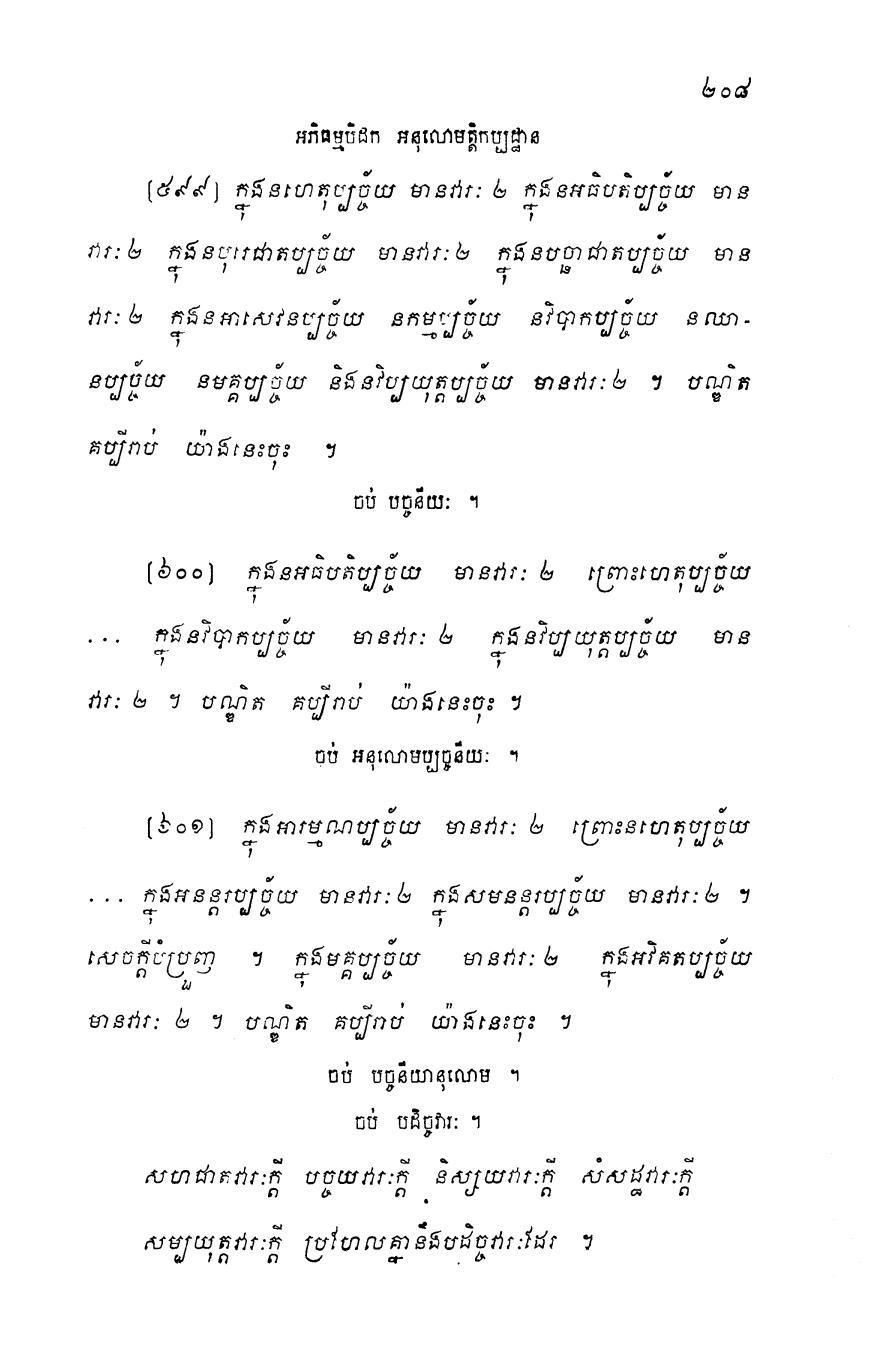 ២០៨
អភិធម្មបិដក អនុលោមត្តិកប្បដ្ឋាន
[៥៩៩] ក្នុងនហេតុប្បច្ច័យ មានវារៈ ២ ក្នុងនអធិបតិប្បច្ច័យ មាន
វារៈ ២ ក្នុងនបុរេជាតប្បច្ច័យ មានវារៈ ២ ក្នុងនបច្ឆាជាតប្បច្ច័យ មាន
វារៈ ២ ក្នុងនអាសេវនប្បច្ច័យ នកម្មប្បច្ច័យ នវិបាកប្បច្ច័យ នឈា-
នប្បច្ច័យ នមគ្គប្បច្ច័យ និងនវិប្បយុត្តប្បច្ច័យ មានវារៈ ២ ។ បណ្ឌិត
គប្បីរាប់ យ៉ាងនេះចុះ ។
ចប់ បច្ចនីយៈ ។
[៦០០] ក្នុងនអធិបតិប្បច្ច័យ មានវារៈ ២ ព្រោះហេតុប្បច្ច័យ
... ក្នុងនវិបាកប្បច្ច័យ មានវារៈ ២ ក្នុងនវិប្បយុត្តប្បច្ច័យ មាន
វារៈ ២ ។ បណ្ឌិត គប្បីរាប់ យ៉ាងនេះចុះ ។
ចប់ អនុលោមប្បច្ចនីយៈ ។
[៦០១] ក្នុងអារម្មណប្បច្ច័យ មានវារៈ ២ ព្រោះនហេតុប្បច្ច័យ
... ក្នុងអនន្តរប្បច្ច័យ មានវារៈ ២ ក្នុងសមនន្តរប្បច្ច័យ មានវារៈ ២ ។
សេចក្តីបំប្រួញ ។ ក្នុងមគ្គប្បច្ច័យ មានវារៈ ២ ក្នុងអវិគតប្បច្ច័យ
មានវារៈ ២ ។ បណ្ឌិត គប្បីរាប់ យ៉ាងនេះចុះ ។
ចប់ បច្ចនីយានុលោម ។
ចប់ បដិច្ចវារៈ ។
សហជាតវារៈក្តី បច្ចយវារៈក្តី និស្សយវារៈក្តី សំសដ្ឋវារៈក្តី
សម្បយុត្តវារៈក្តី ប្រហែលគ្នានឹងបដិច្ចវារៈដែរ ។